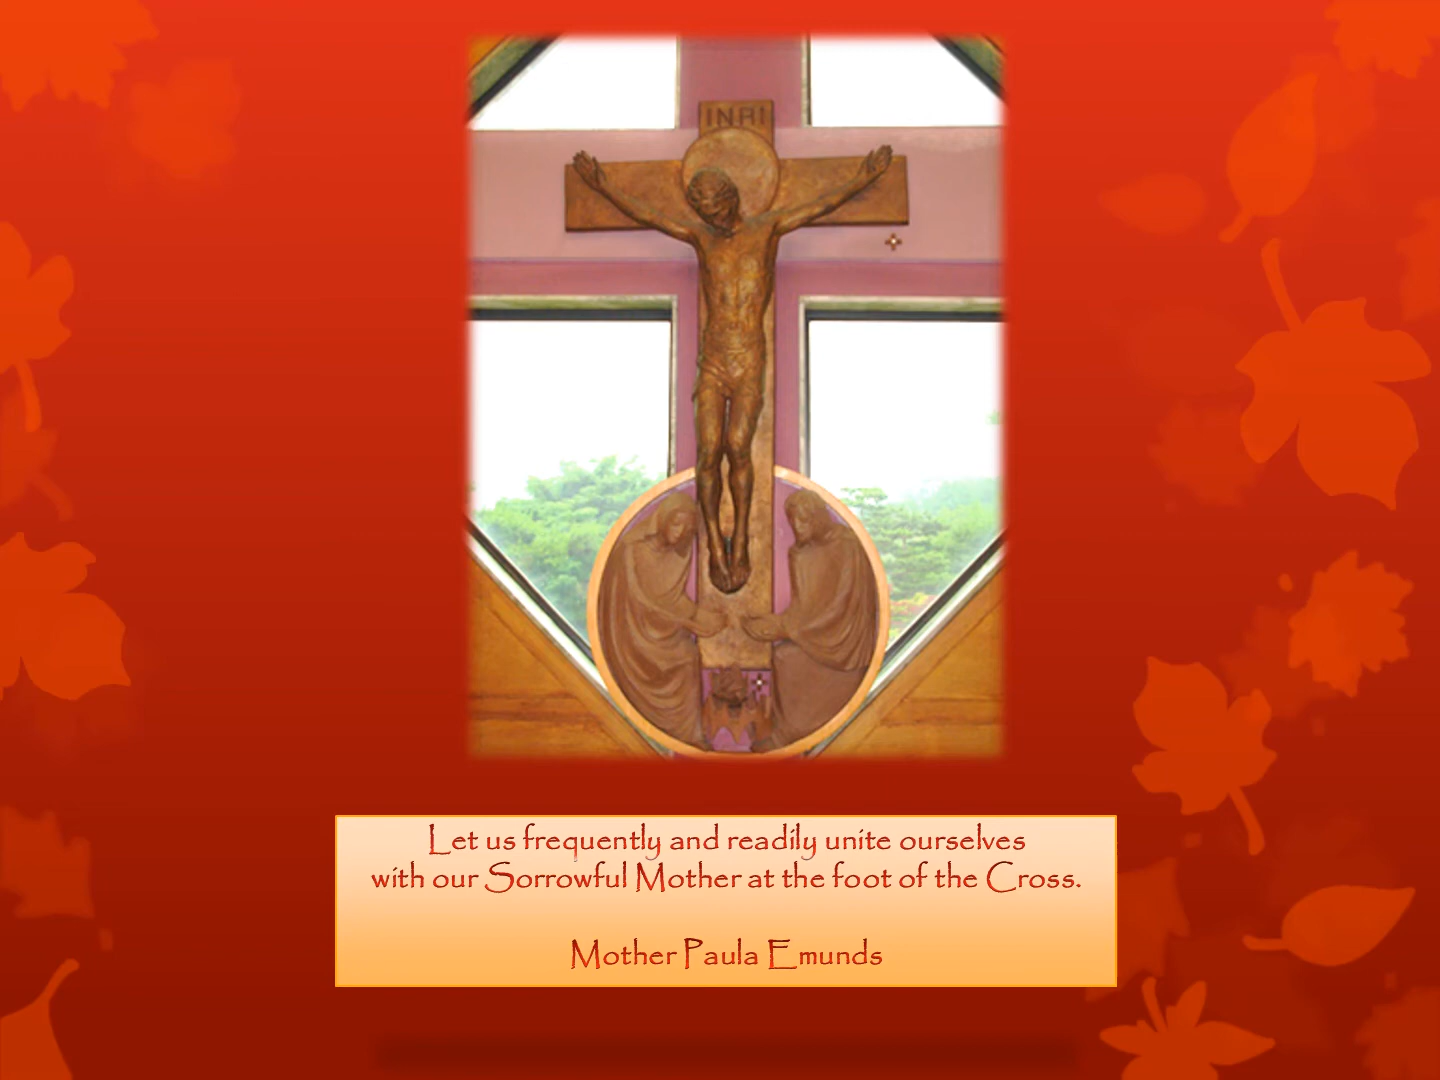 INRI
Let us frequently and readily unite ourselves
with our Sorrowful Mother at the foot of the Cross.
Mother Paula Emunds